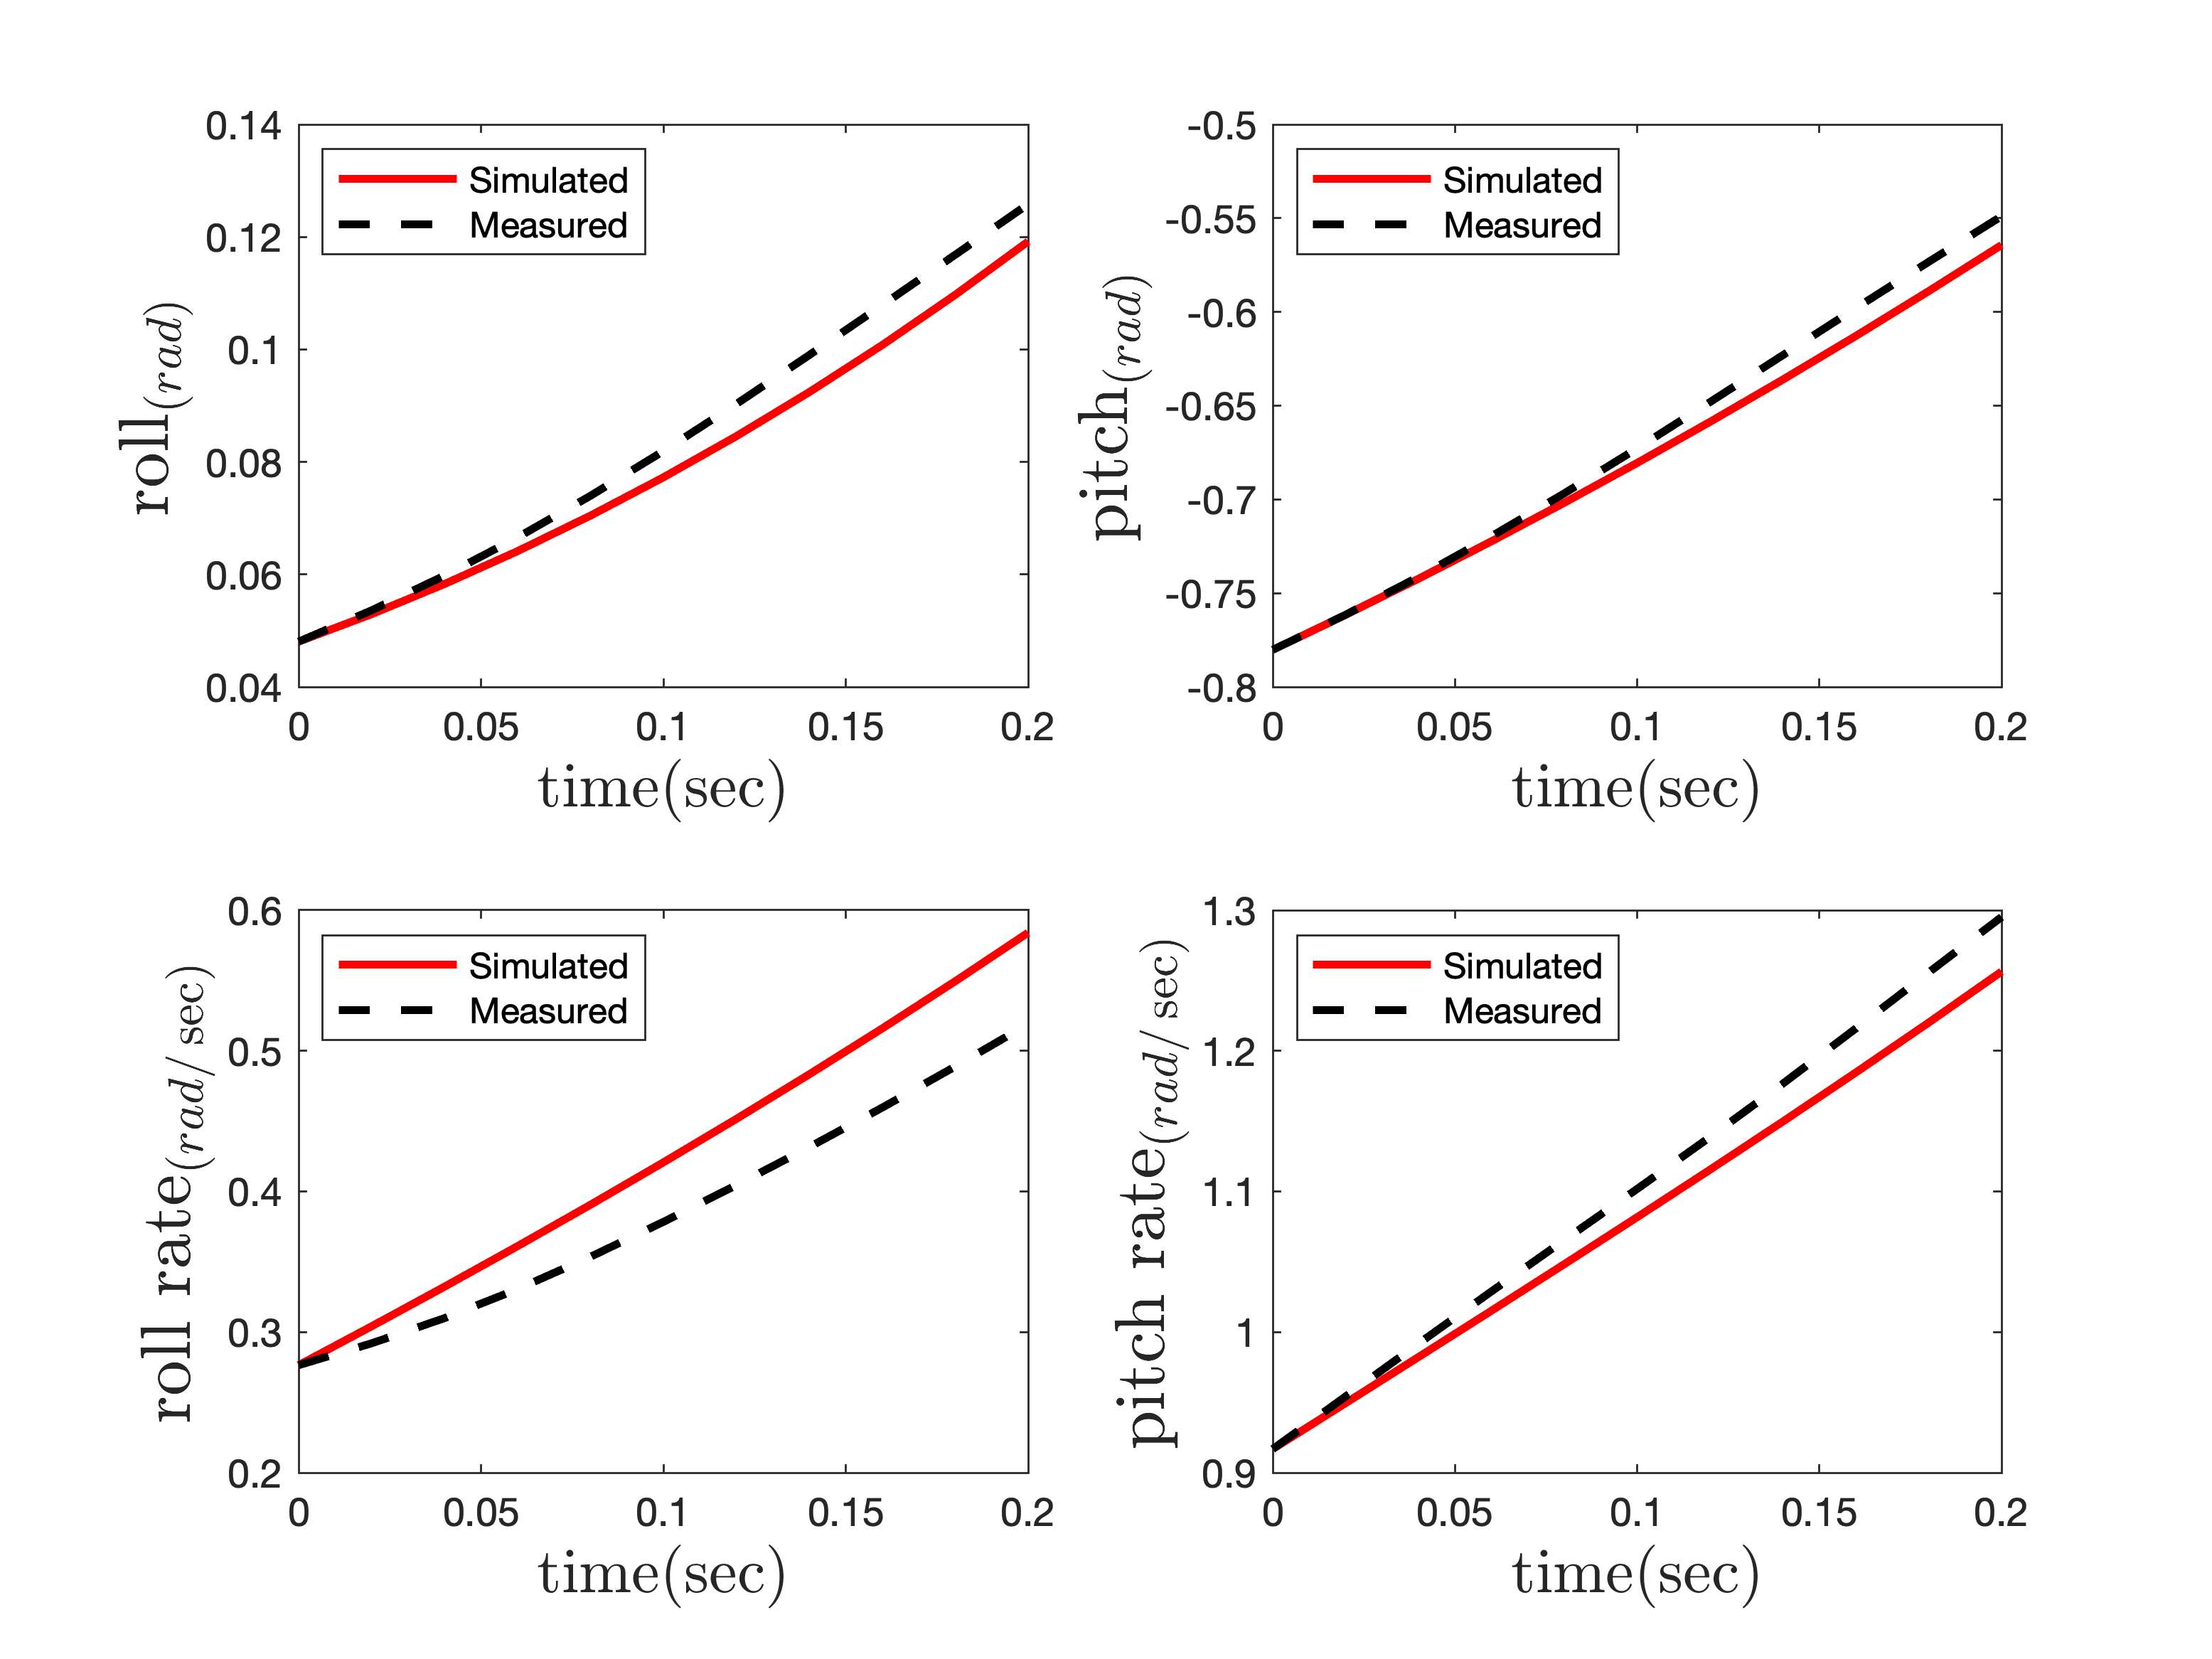 roll(rad)
0.14
0.12
0.1
0.08
0.06
0.04
Simulated
Measured
0 0.05 0.1 0.15 0.2
time(sec)
pitch(rad)
-0.5
-0.55
-0.6
-0.65
-0.7
-0.75
-0.8
Simulated
Measured
0 0.05 0.1 0.15 0.2
time(sec)
roll rate(rad/ sec)
0.6
0.5
0.4
0.3
0.2
Simulated
Measured
0 0.05 0.1 0.15 0.2
time(sec)
pitch rate(rad/ sec)
1.3
1.2
1.1
1
0.9
Simulated
Measured
0 0.05 0.1 0.15 0.2
time(sec)